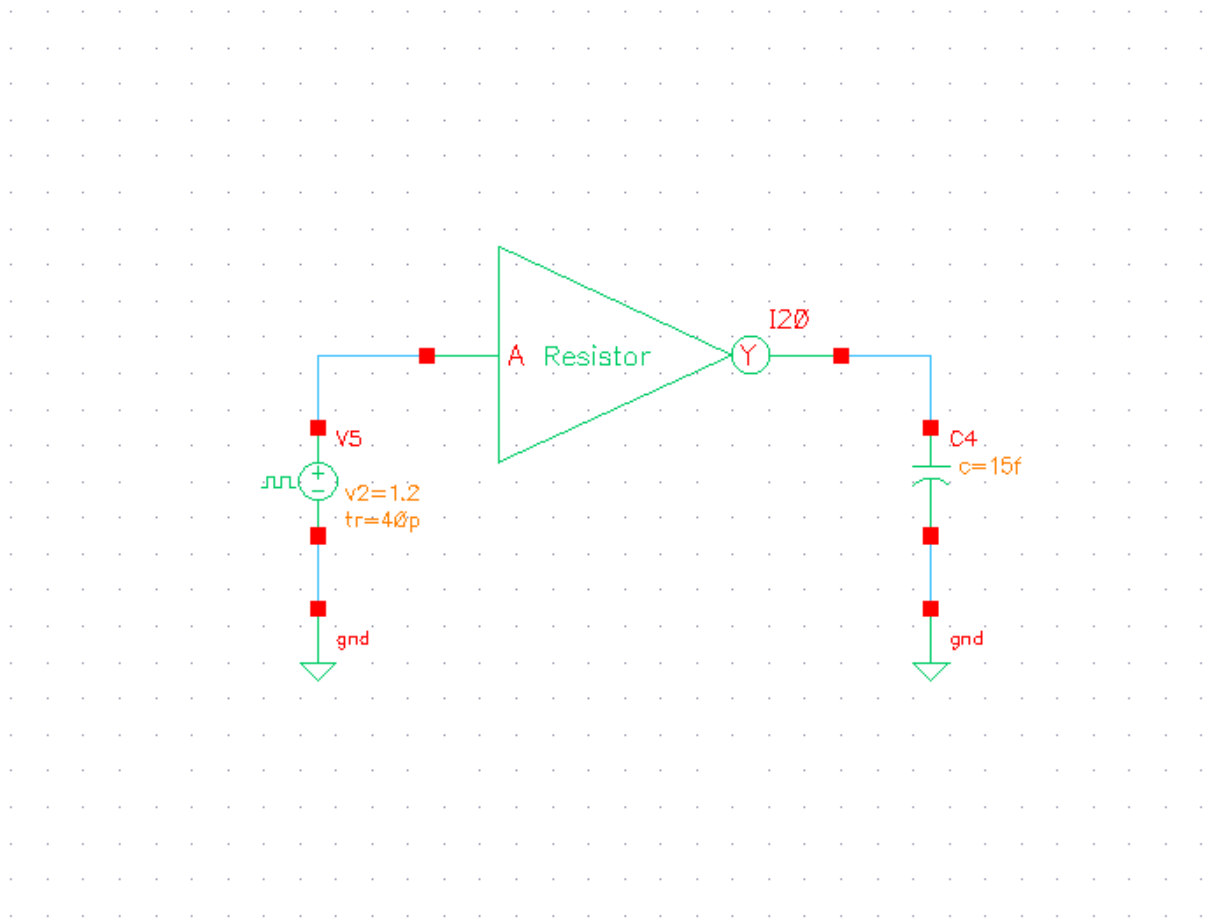 I20
A Resistor Y
V5
v2=1.2
tr=40p
C4
c=15f
gnd
gnd